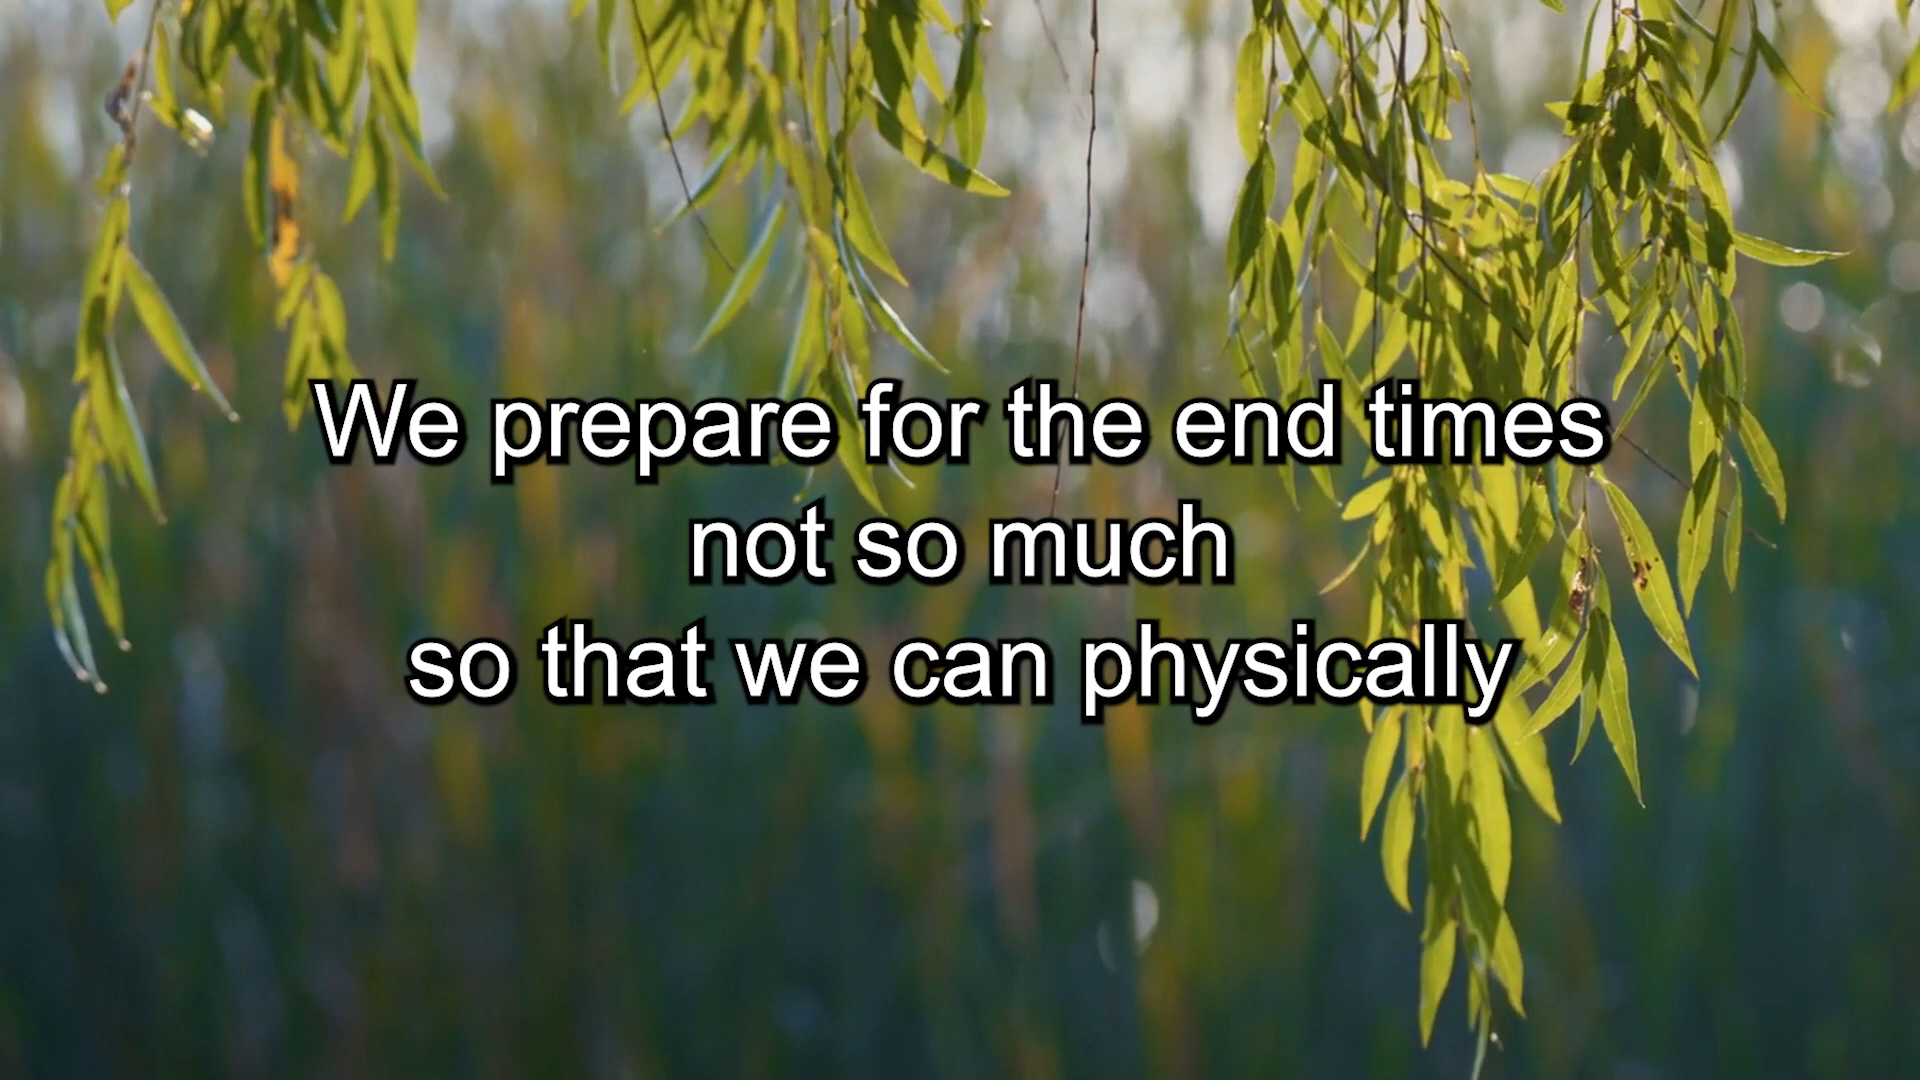 We prepare for the end times
not so much
so that we can physically